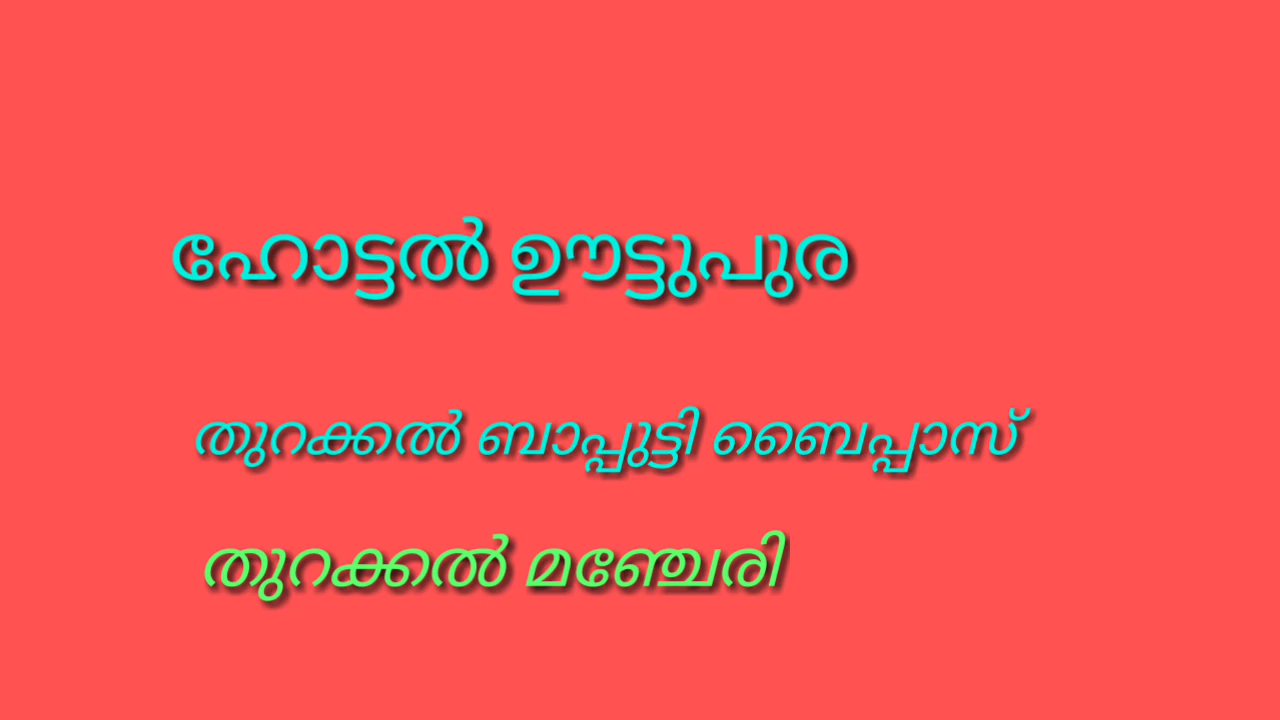 ഹോട്ടൽ ഊട്ടുപുര
തുറക്കൽ ബാപ്പുട്ടി ബൈപ്പാസ്
തുറക്കൽ മഞ്ചേരി